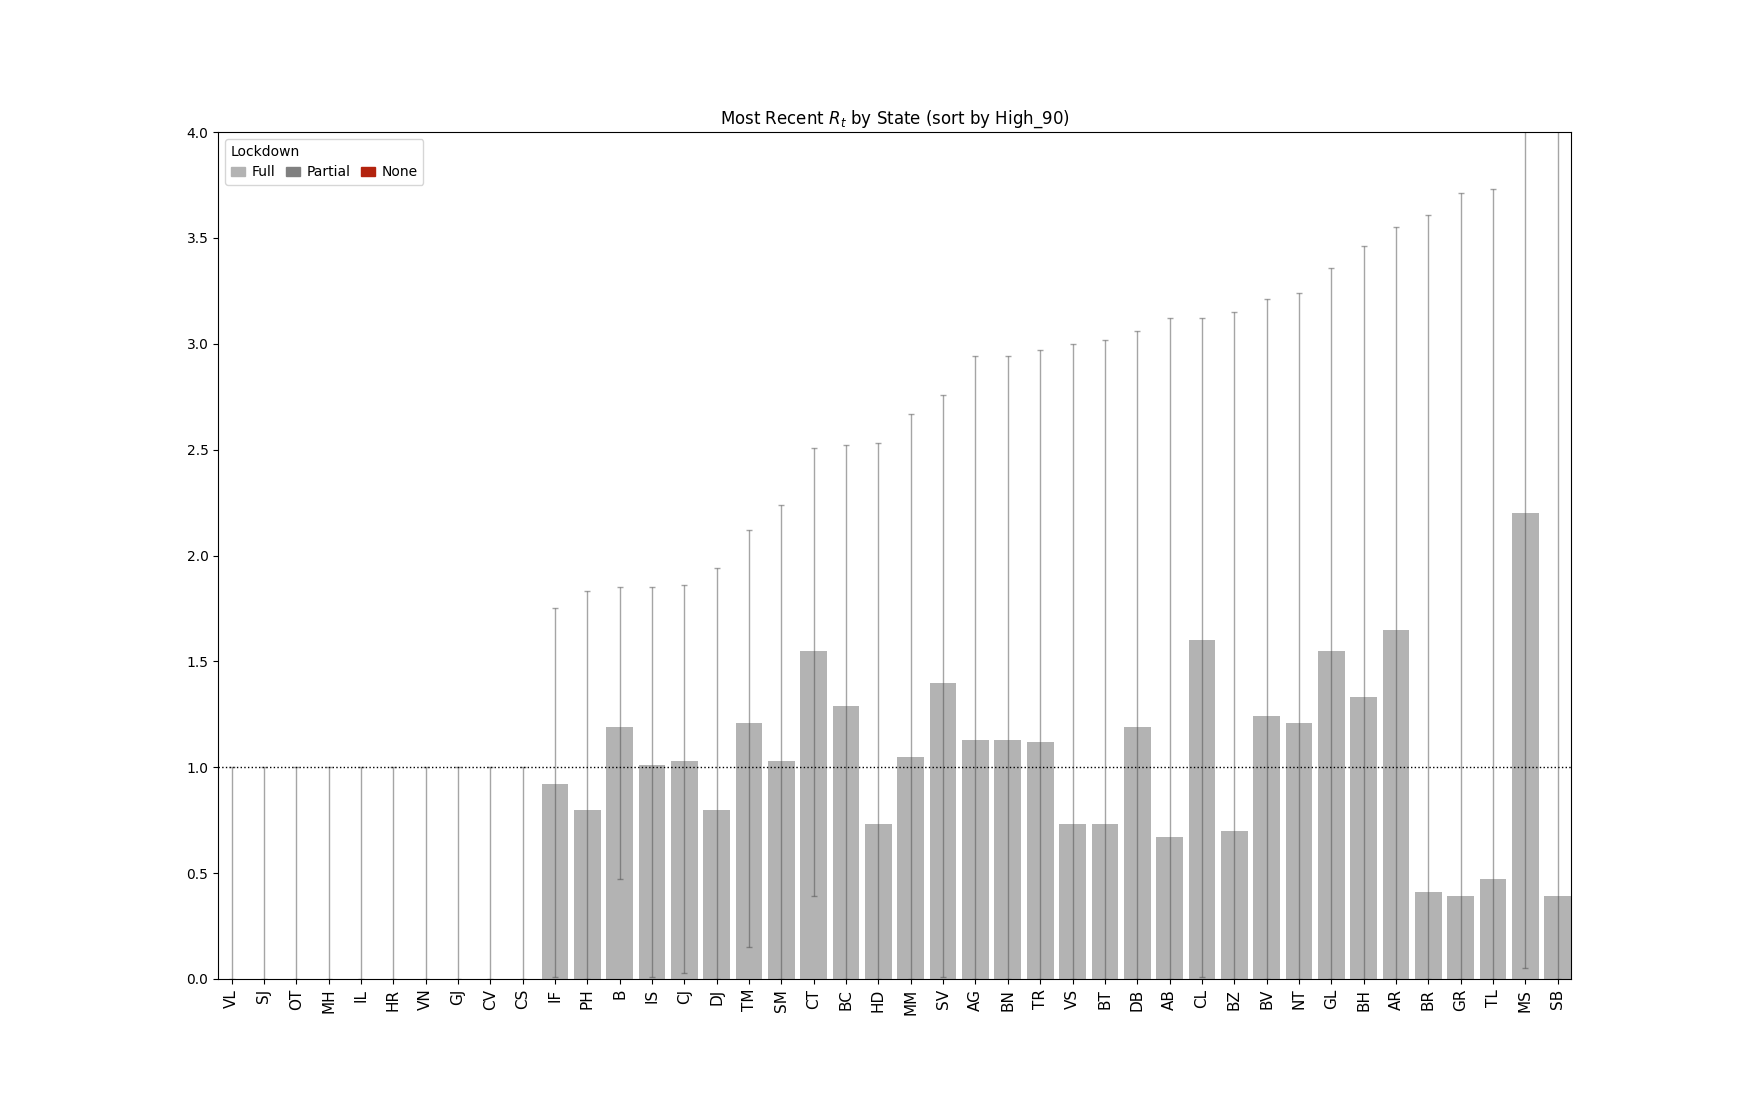 Most Recent R_t by State (sort by High_90)
Lockdown
Full Partial None
4.0
3.5
3.0
2.5
2.0
1.5
1.0
0.5
0.0
VL SJ OT MH IL HR VN GJ CV CS IF PH B IS CJ DJ TM SM CT BC HD MM SV AG BN TR VS BT DB AB CL BZ BV NT GL BH AR BR GR TL MS SB